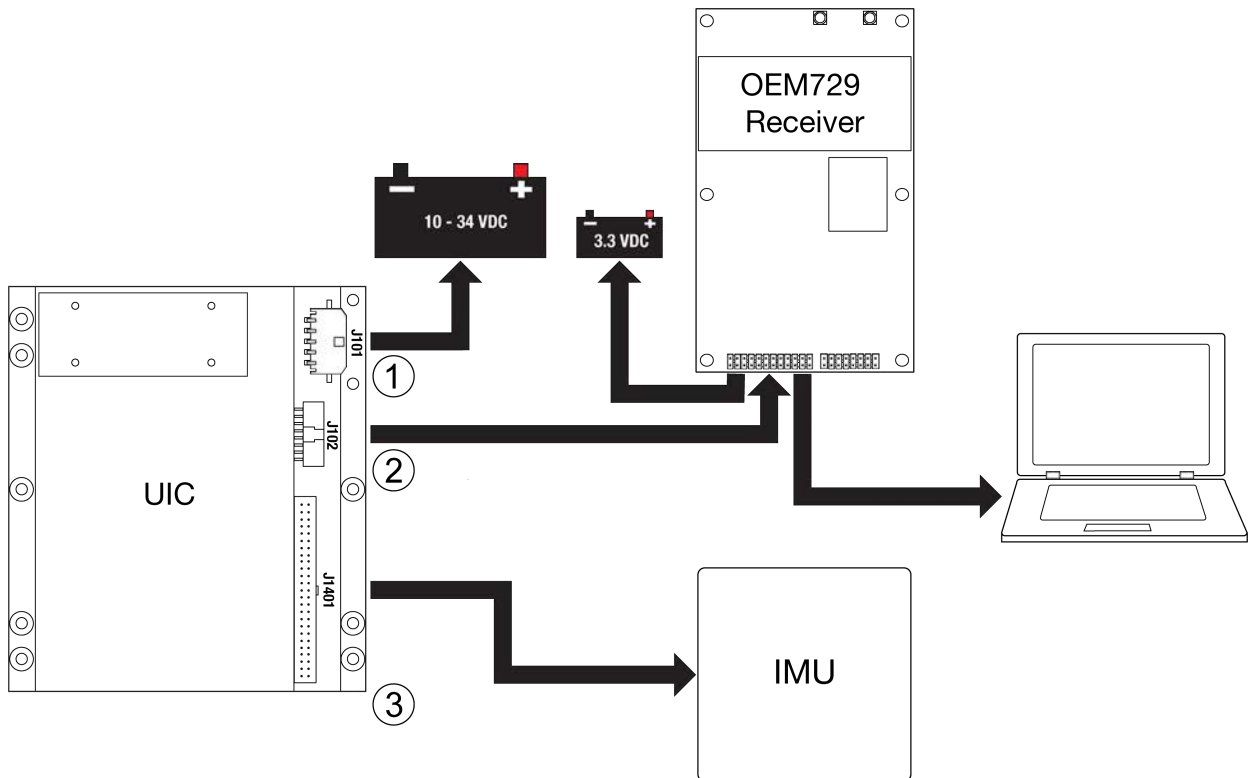 OEM729
Receiver
− +
10 - 34 VDC
− +
3.3 VDC
J101
1
J102
2
UIC
J1401
IMU
3